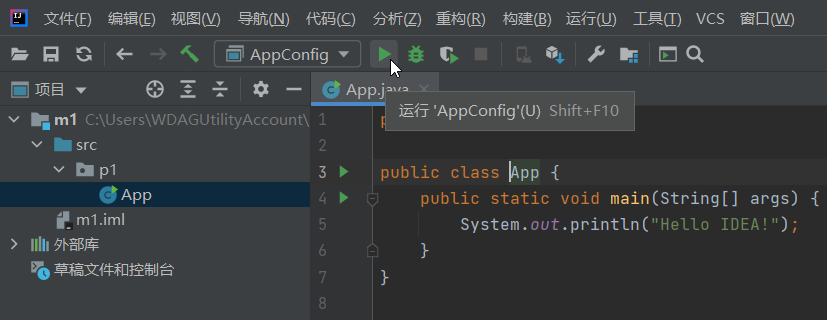 文件(F) 编辑(E) 视图(V) 导航(N) 代码(C) 分析(Z) 重构(R) 构建(B) 运行(U) 工具(T) VCS 窗口(W)
AppConfig
项目
App.java
运行 'AppConfig'(U) Shift+F10
m1 C:\Users\WDAGUtilityAccount\
src
p1
App
m1.iml
外部库
草稿文件和控制台
1 p
2
3 public class App {
4 public static void main(String[] args) {
5 System.out.println("Hello IDEA!");
6 }
7 }
8